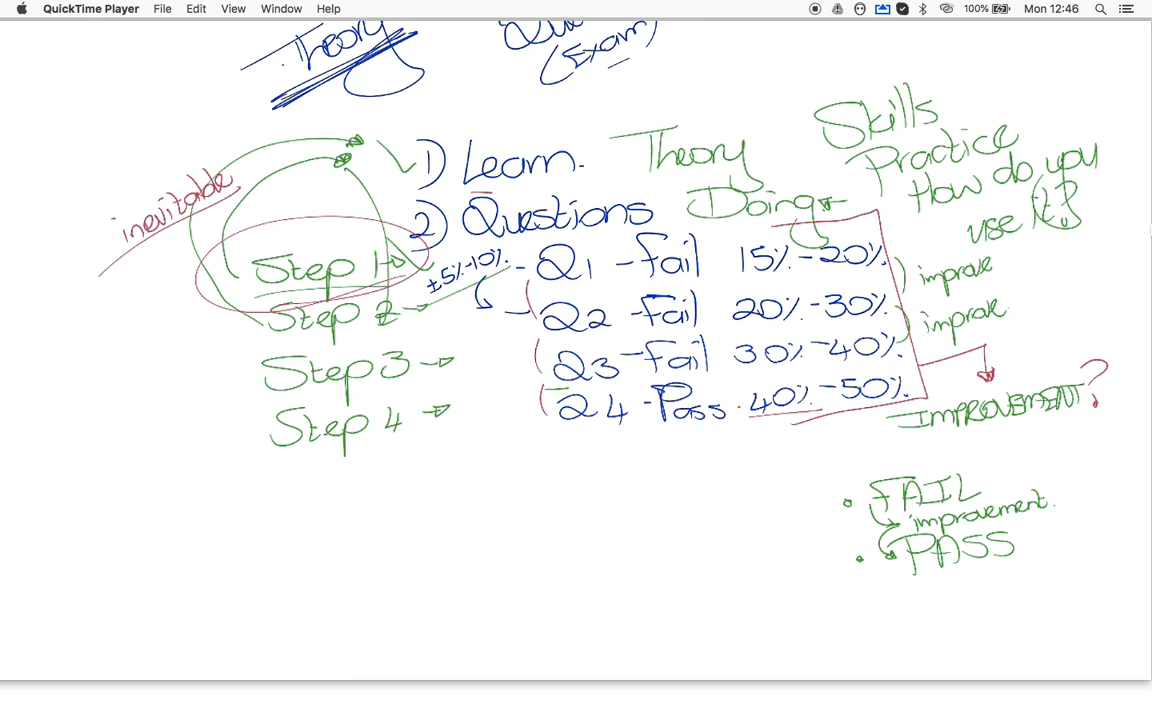 QuickTime Player File Edit View Window Help 100% Mon 12:46
Theory
(Exam)
1) Learn. Theory Skills
Practice
Doing How do you
use it?
inevitable
2) Questions
Step 1 ±5%-10% - Q1 - Fail 15% - 20% improve
Step 2 - Q2 - Fail 20% - 30% improve
Step 3 Q3 - Fail 30% - 40%
Step 4 Q4 - Pass. 40% - 50%.
IMPROVEMENT?
• FAIL
improvement.
• PASS